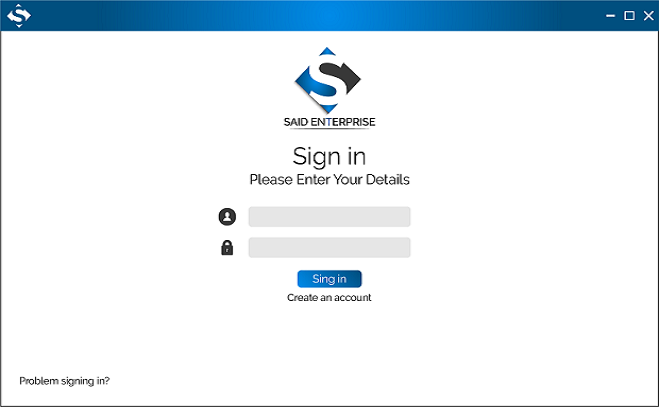 SAID ENTERPRISE
Sign in
Please Enter Your Details
Sing in
Create an account
Problem signing in?